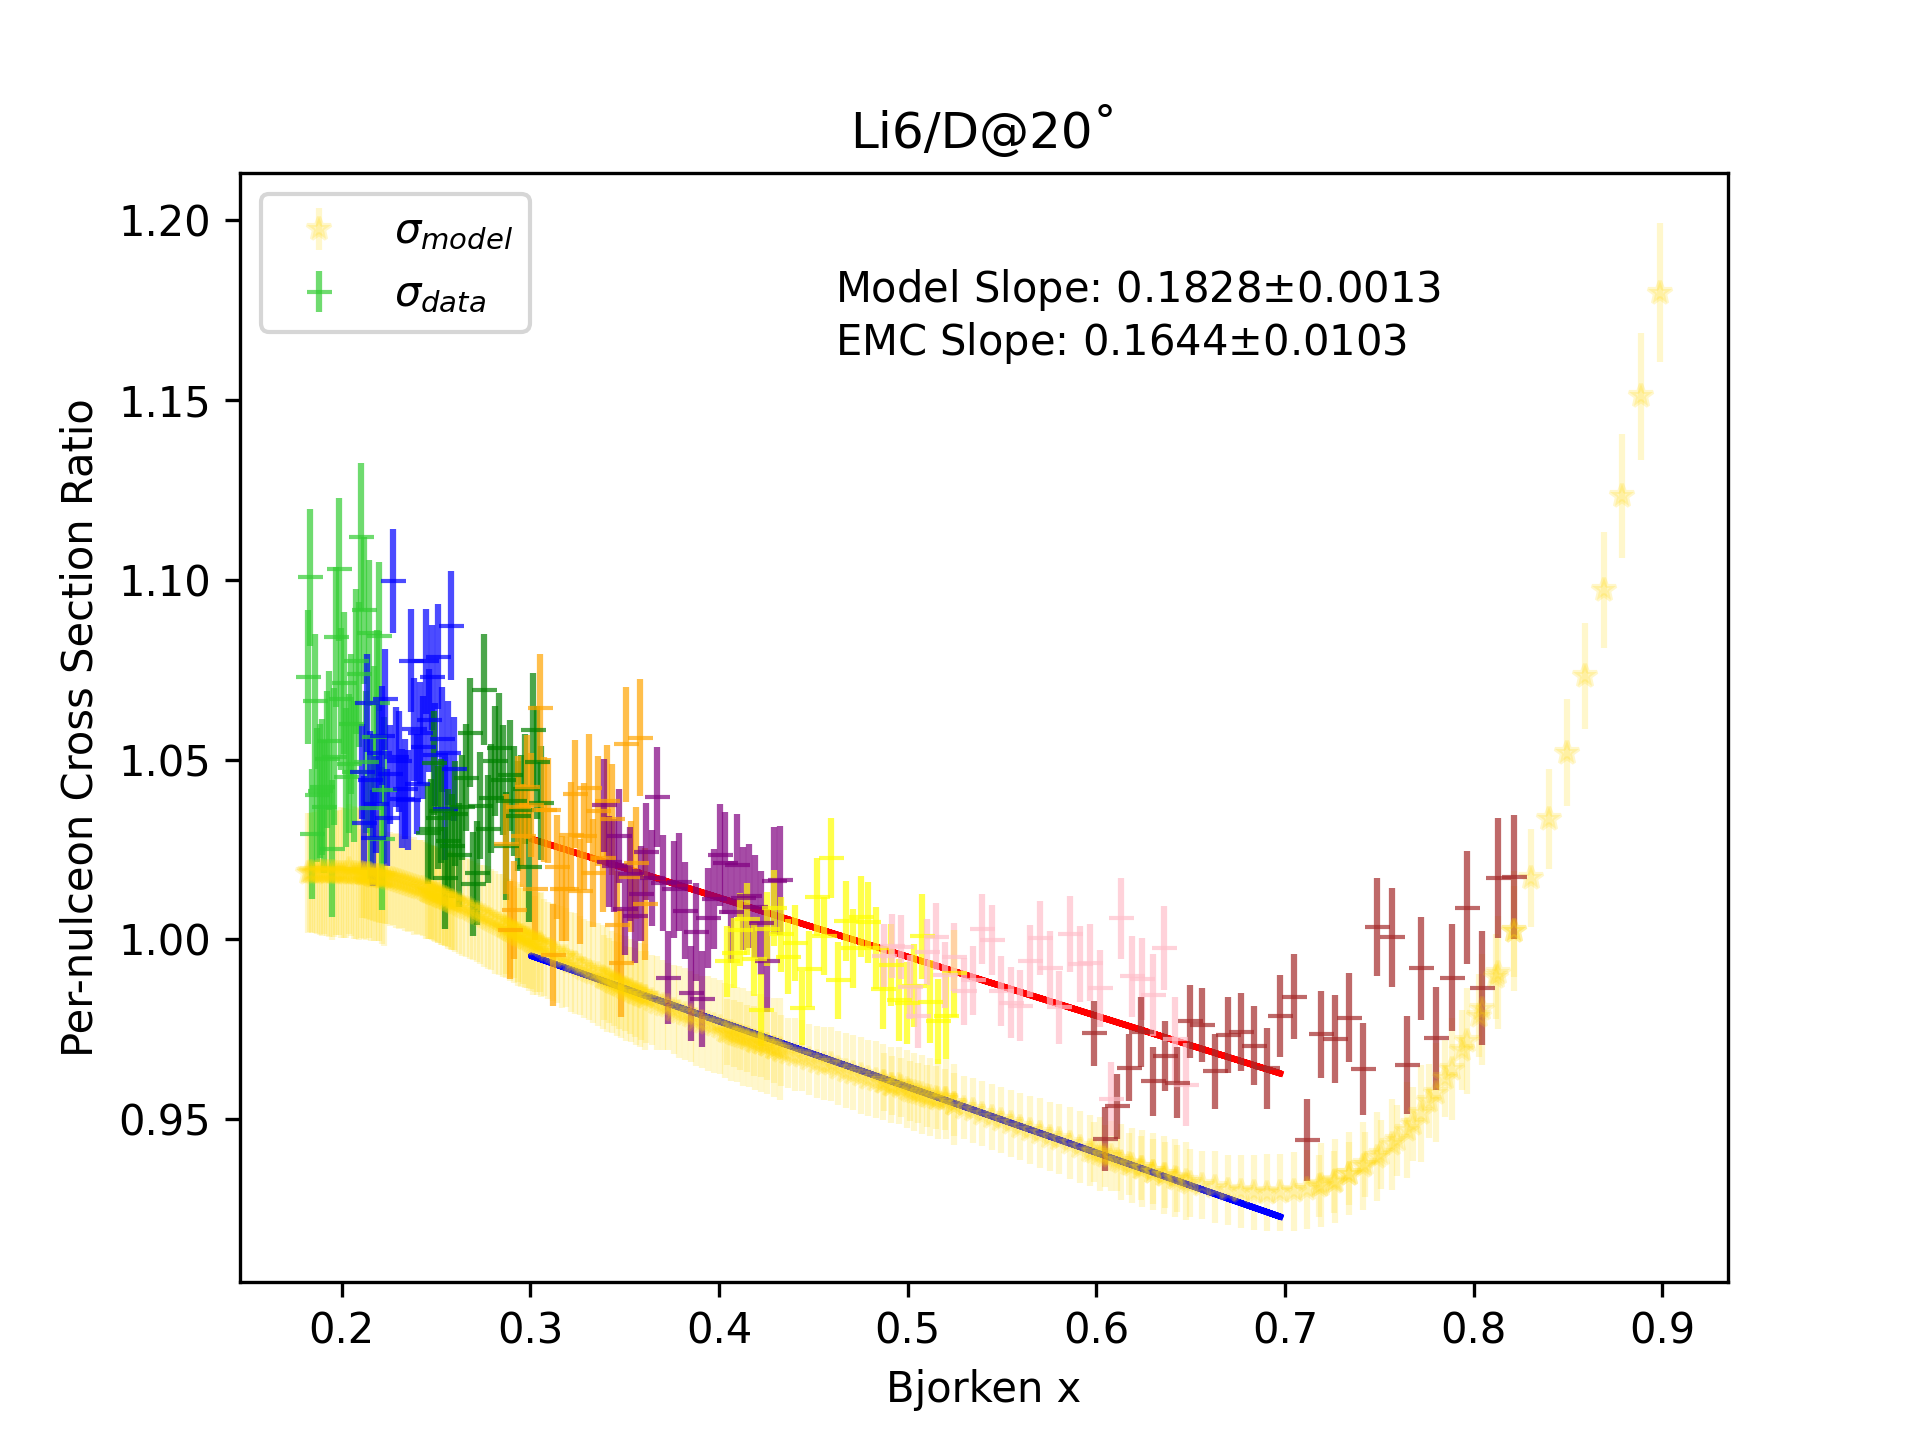 Li6/D@20˚
σmodel
σdata
Model Slope: 0.1828±0.0013
EMC Slope: 0.1644±0.0103
Per-nulceon Cross Section Ratio
1.20
1.15
1.10
1.05
1.00
0.95
0.2 0.3 0.4 0.5 0.6 0.7 0.8 0.9
Bjorken x